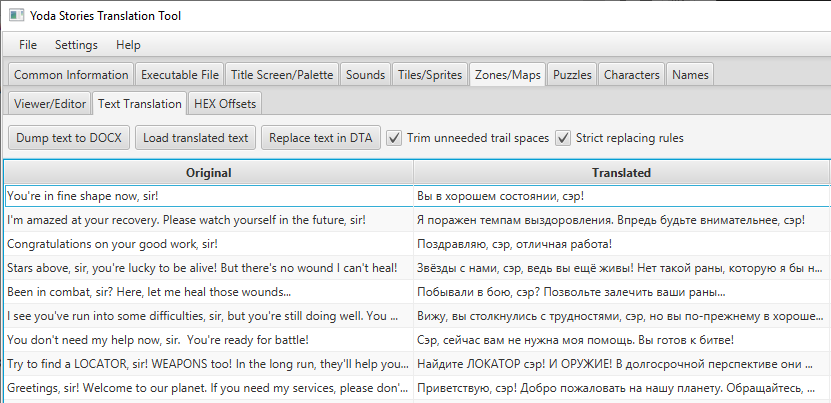 Yoda Stories Translation Tool
File Settings Help
Common Information Executable File Title Screen/Palette Sounds Tiles/Sprites Zones/Maps Puzzles Characters Names
Viewer/Editor Text Translation HEX Offsets
Dump text to DOCX Load translated text Replace text in DTA Trim unneeded trail spaces Strict replacing rules
Original Translated
You're in fine shape now, sir! Вы в хорошем состоянии, сэр!
I'm amazed at your recovery. Please watch yourself in the future, sir! Я поражен темпам выздоровления. Впредь будьте внимательнее, сэр!
Congratulations on your good work, sir! Поздравляю, сэр, отличная работа!
Stars above, sir, you're lucky to be alive! But there's no wound I can't heal! Звёзды с нами, сэр, ведь вы ещё живы! Нет такой раны, которую я бы н...
Been in combat, sir? Here, let me heal those wounds... Побывали в бою, сэр? Позвольте залечить ваши раны...
I see you've run into some difficulties, sir, but you're still doing well. You ... Вижу, вы столкнулись с трудностями, сэр, но вы по-прежнему в хороше...
You don't need my help now, sir.  You're ready for battle! Сэр, сейчас вам не нужна моя помощь. Вы готов к битве!
Try to find a LOCATOR, sir! WEAPONS too! In the long run, they'll help you... Найдите ЛОКАТОР сэр! И ОРУЖИЕ! В долгосрочной перспективе они ...
Greetings, sir! Welcome to our planet. If you need my services, please don'... Приветствую, сэр! Добро пожаловать на нашу планету. Обращайтесь, ...